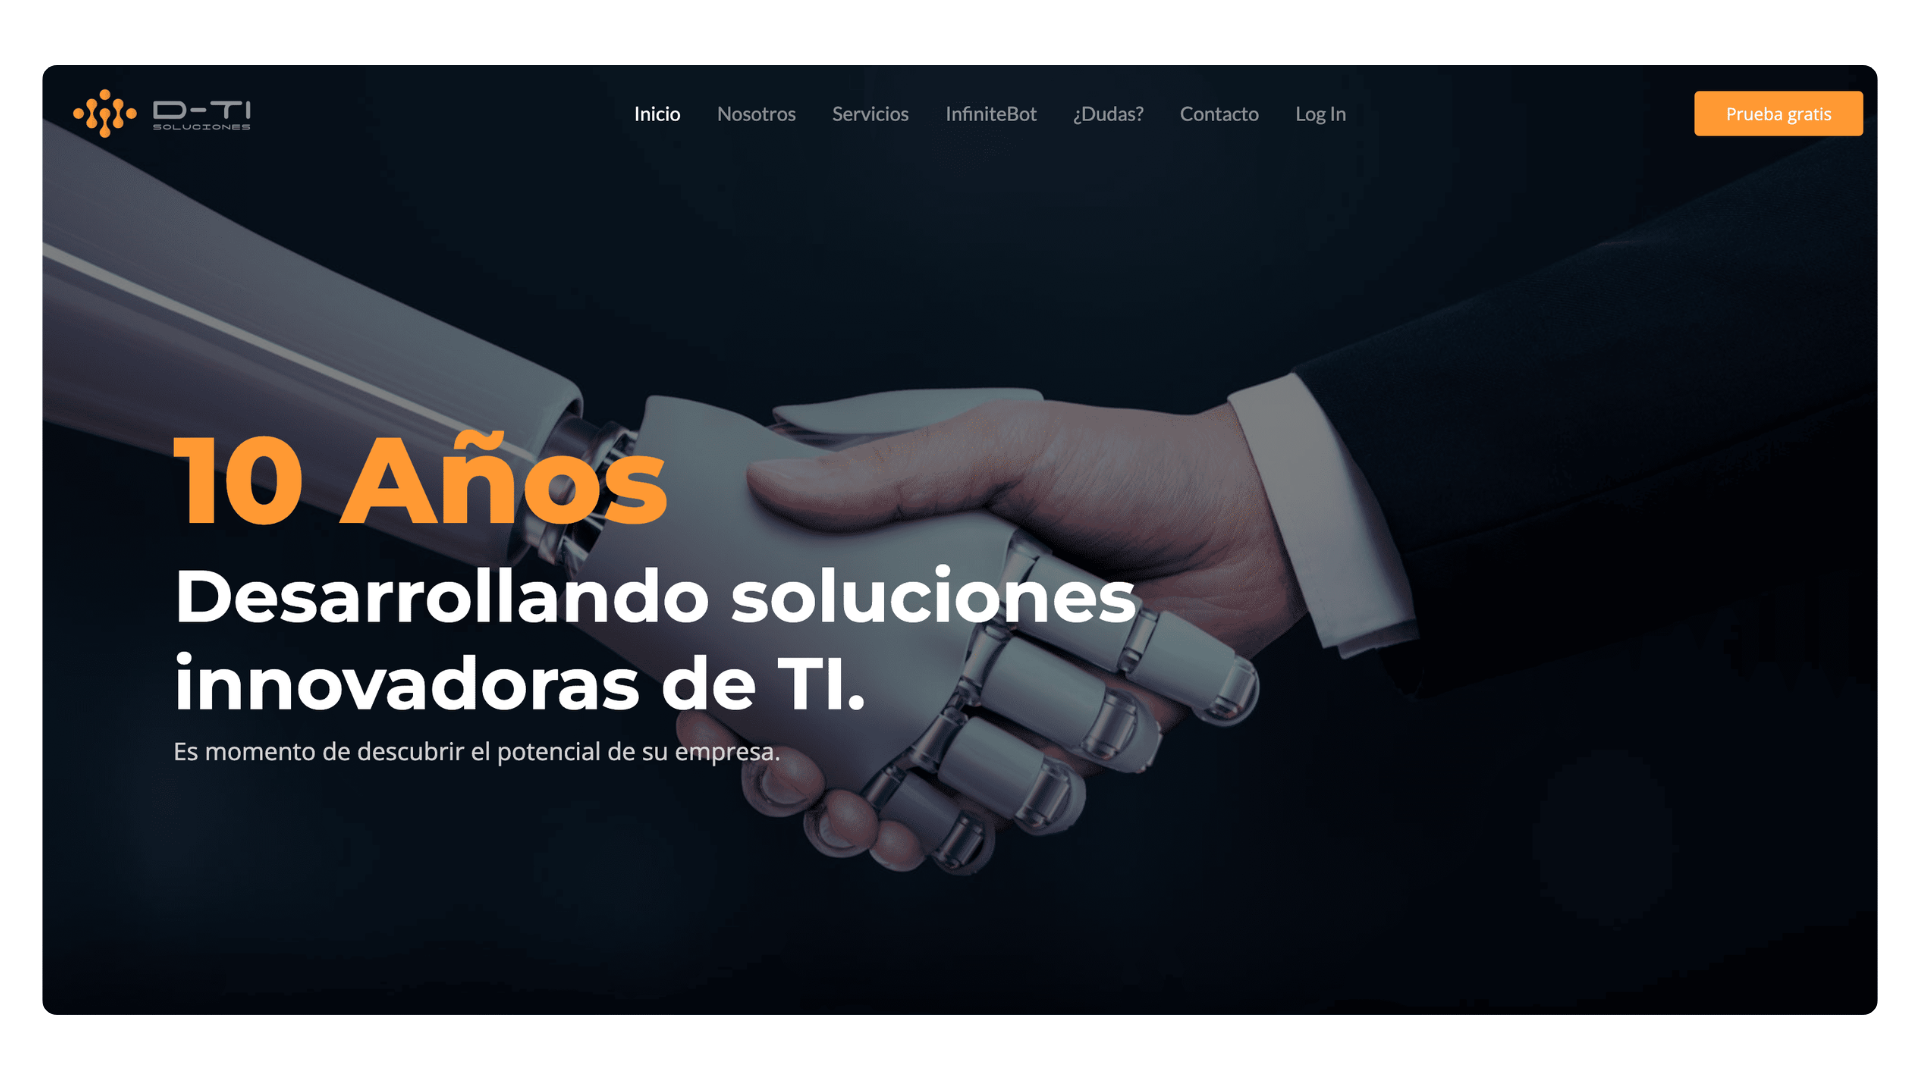 D-TI
SOLUCIONES
Inicio
Nosotros
Servicios
InfiniteBot
¿Dudas?
Contacto
Log In
Prueba gratis
10 Años
Desarrollando soluciones
innovadoras de TI.
Es momento de descubrir el potencial de su empresa.